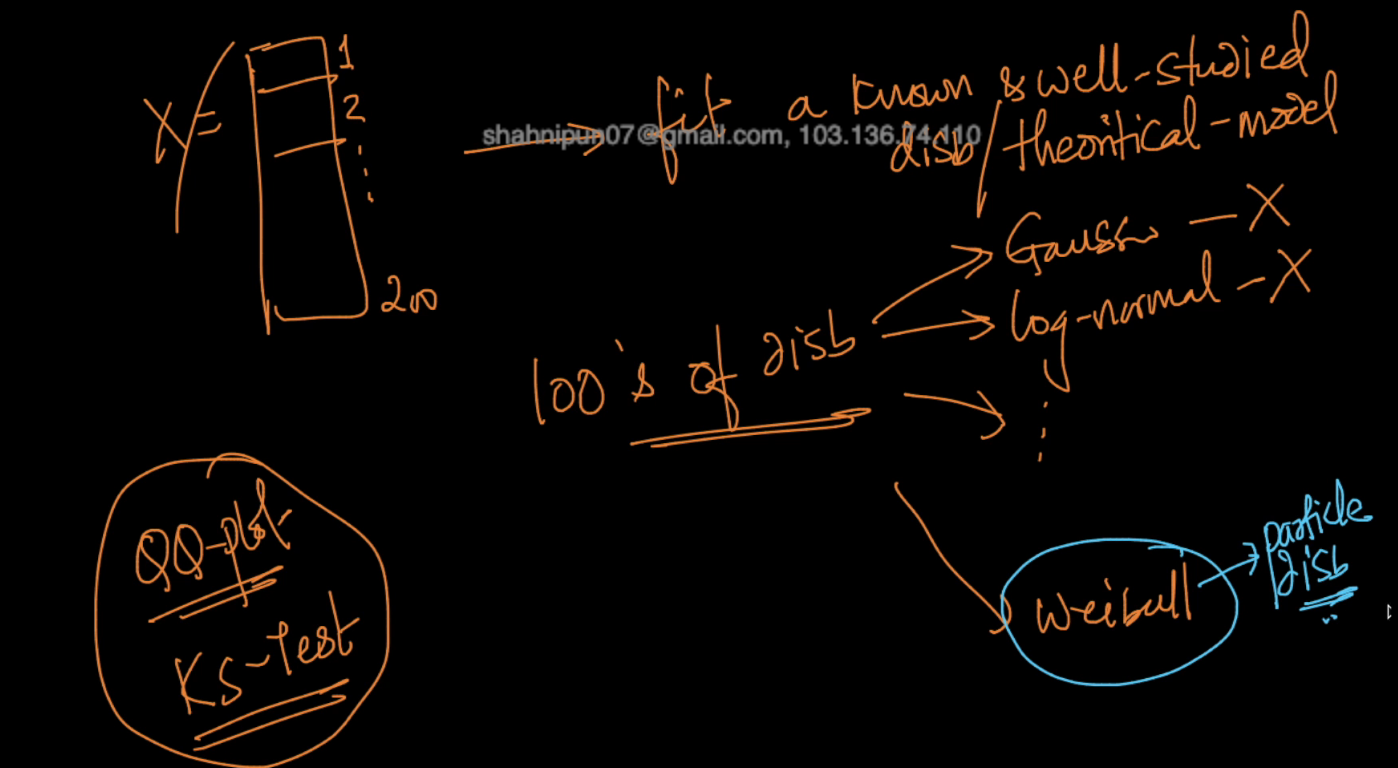 X =
1
2
200
fit a known & well-studied
disb / theoritical-model
shahnipun07@gmail.com, 103.136.74.110
Gaussn — X
log-normal — X
100's of disb
QQ-plot
KS-Test
weibull
particle
disb